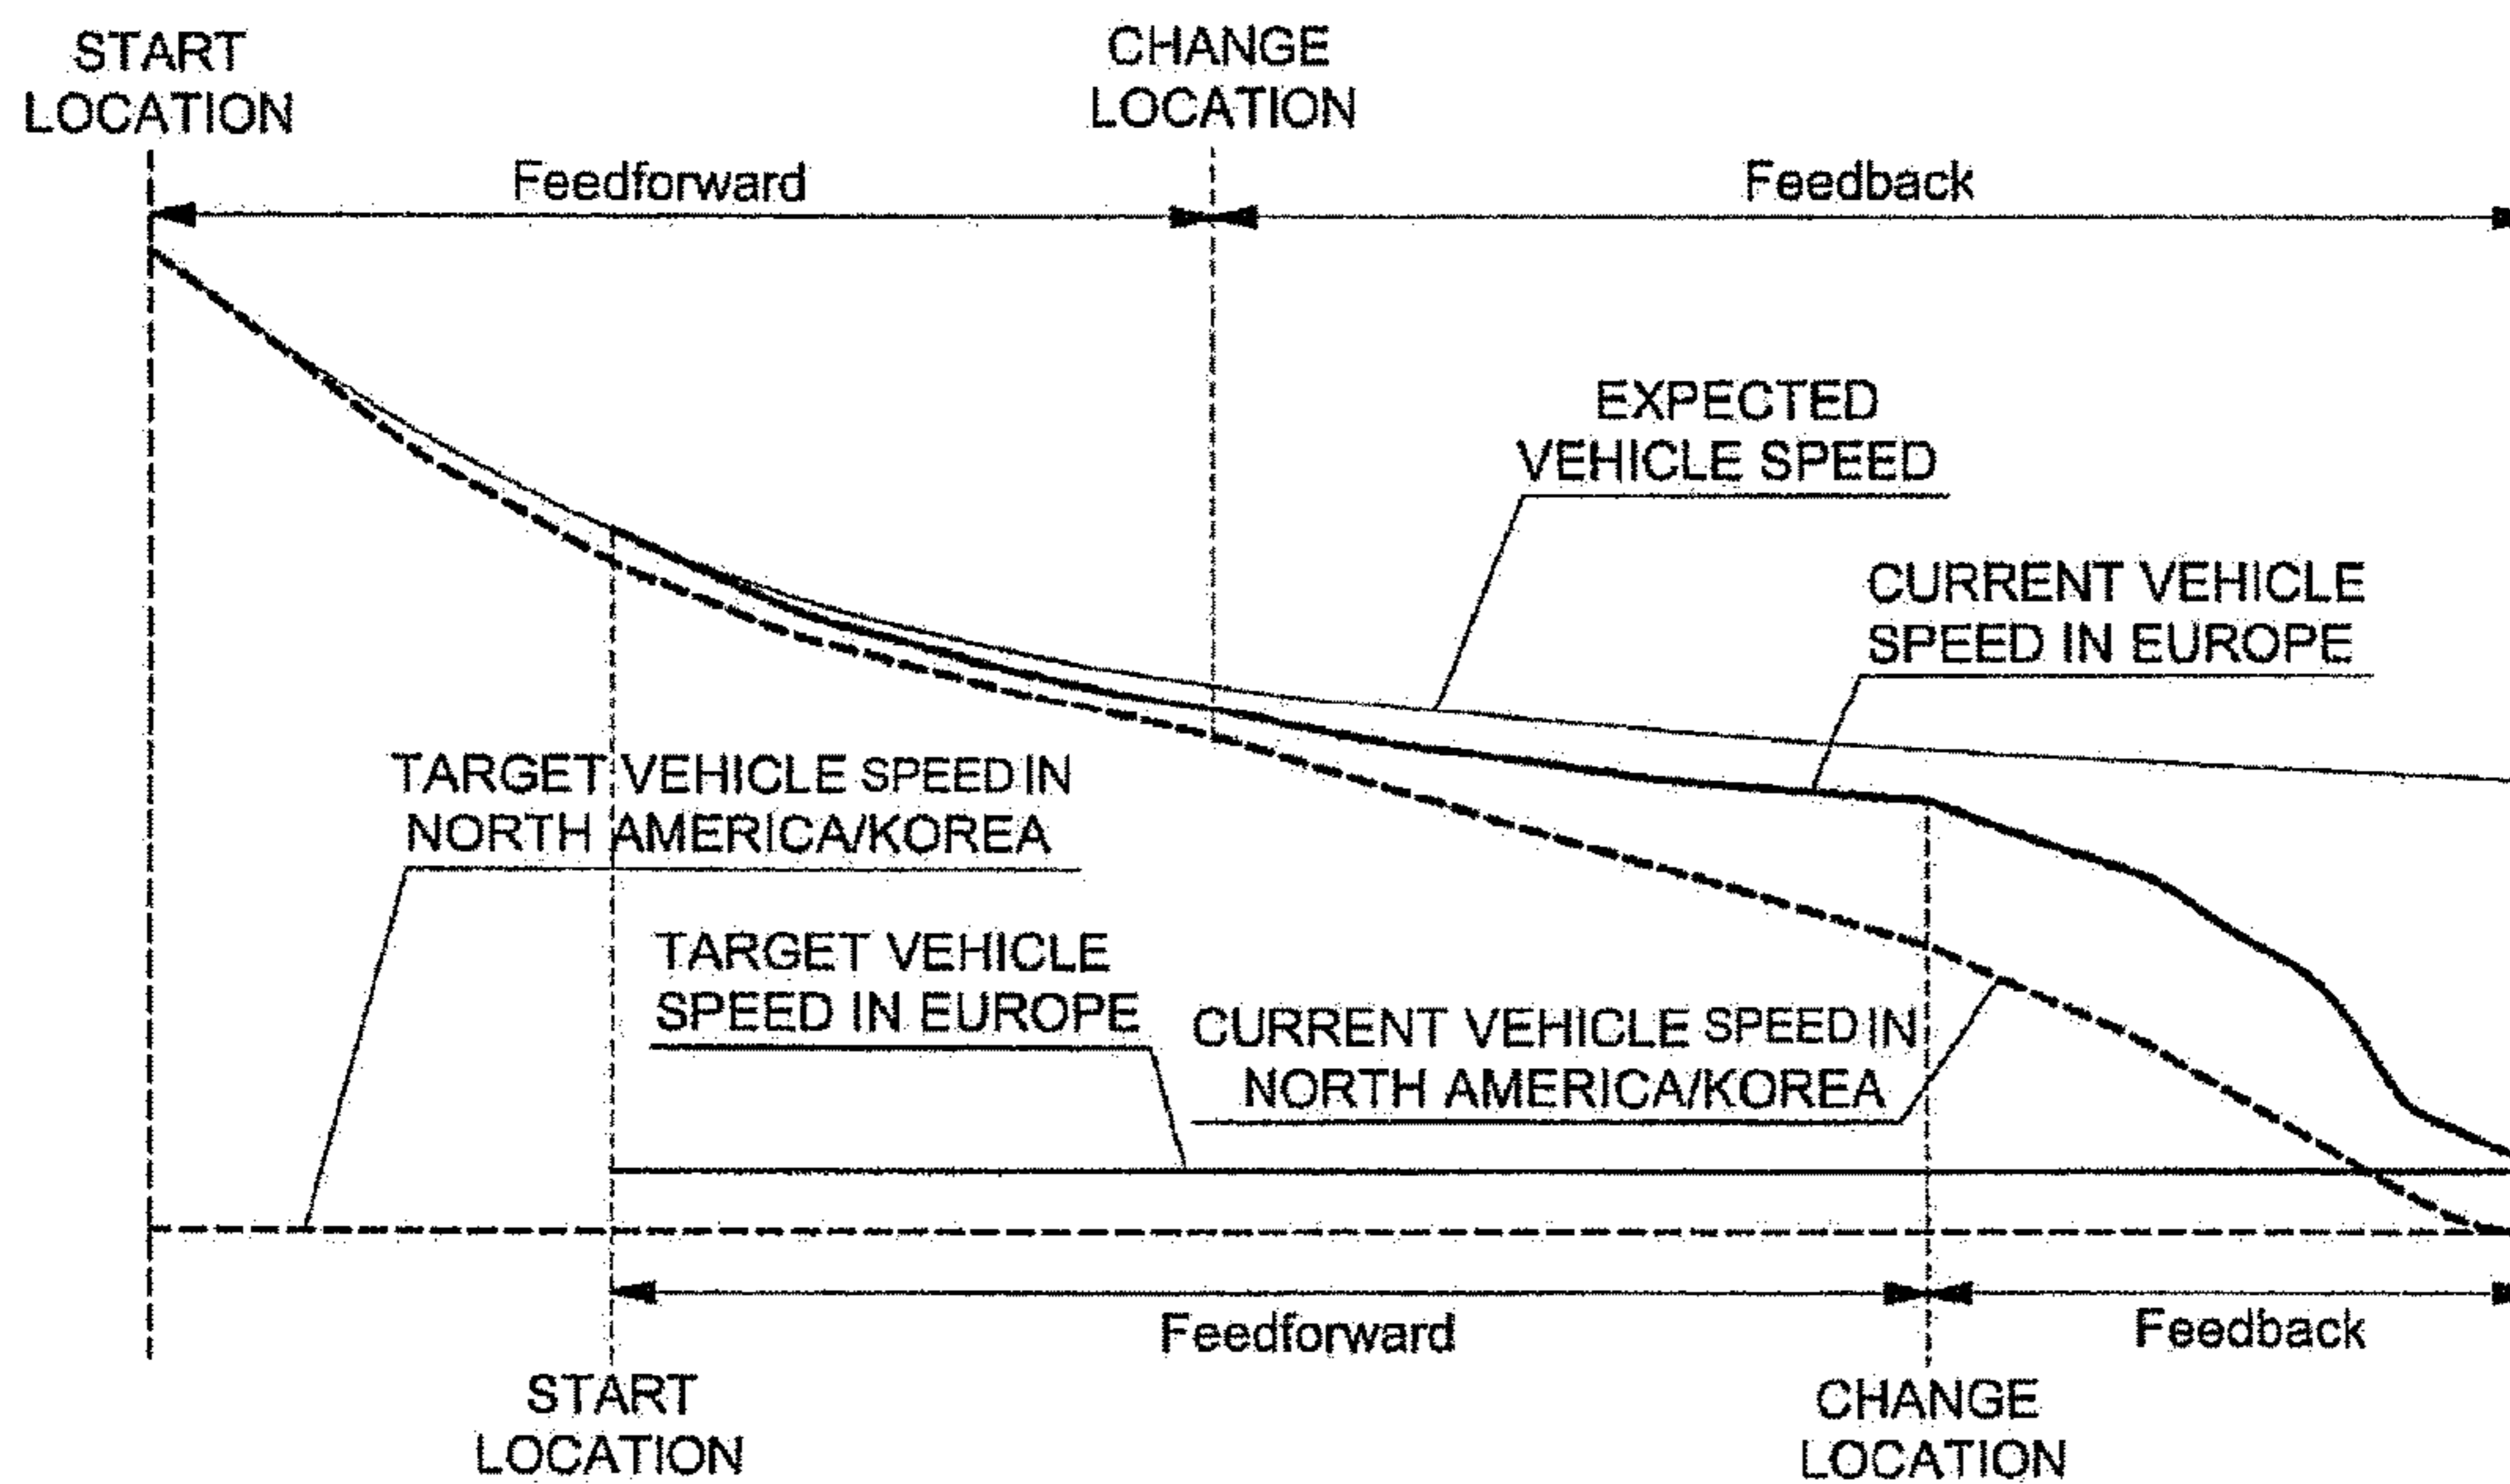 START
LOCATION
CHANGE
LOCATION
Feedforward
Feedback
EXPECTED
VEHICLE SPEED
CURRENT VEHICLE
SPEED IN EUROPE
TARGET VEHICLE SPEED IN
NORTH AMERICA/KOREA
TARGET VEHICLE
SPEED IN EUROPE
CURRENT VEHICLE SPEED IN
NORTH AMERICA/KOREA
Feedforward
Feedback
START
LOCATION
CHANGE
LOCATION